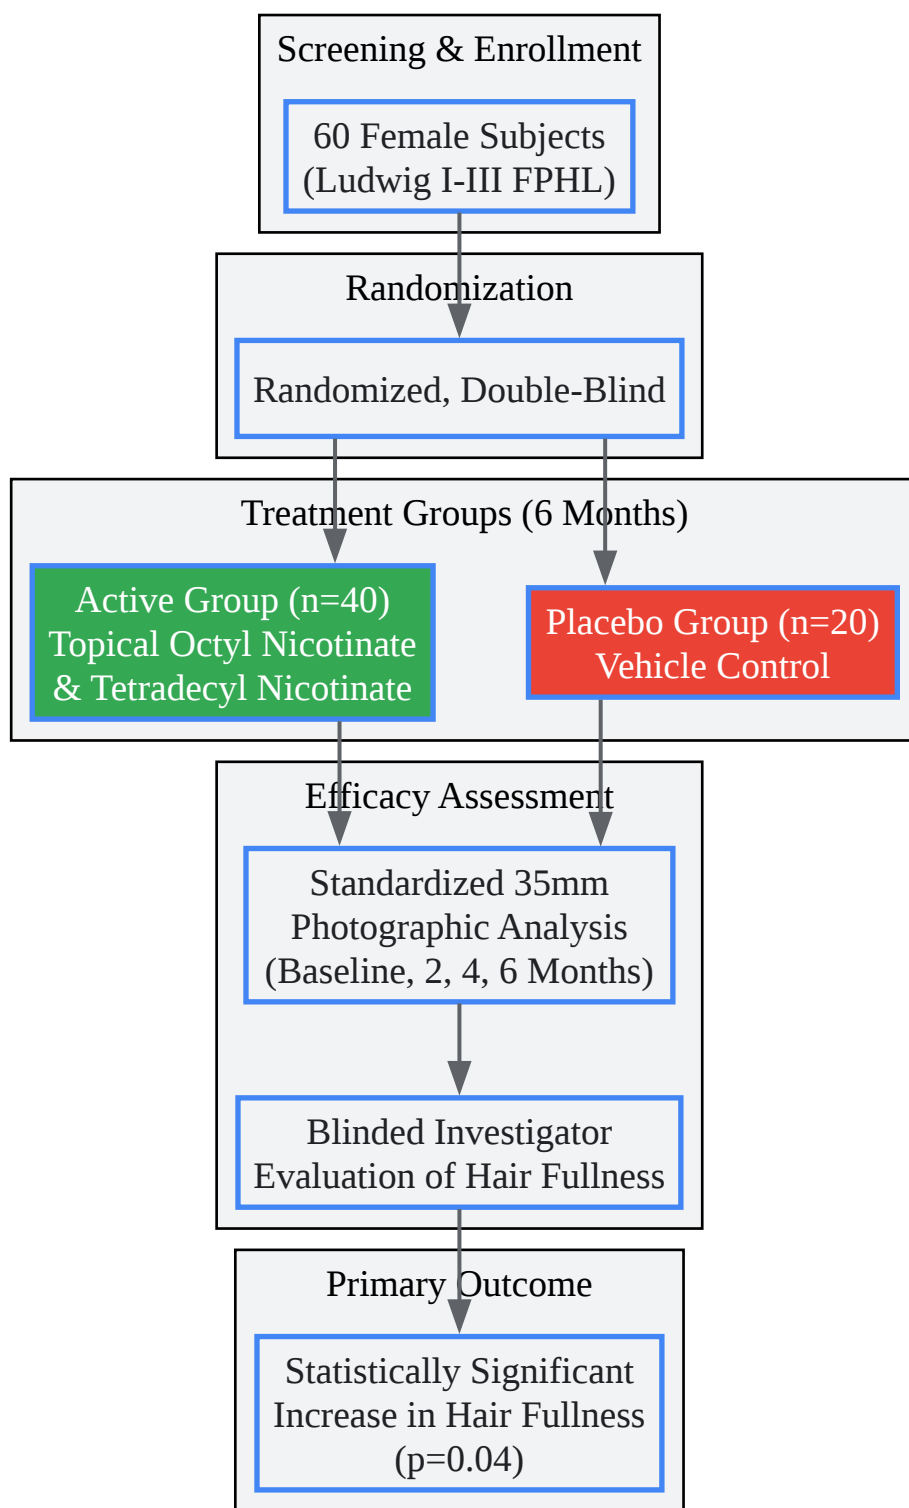 Screening & Enrollment
60 Female Subjects
(Ludwig I-III FPHL)
Randomization
Randomized, Double-Blind
Treatment Groups (6 Months)
Active Group (n=40)
Topical Octyl Nicotinate
& Tetradecyl Nicotinate
Placebo Group (n=20)
Vehicle Control
Efficacy Assessment
Standardized 35mm
Photographic Analysis
(Baseline, 2, 4, 6 Months)
Blinded Investigator
Evaluation of Hair Fullness
Primary Outcome
Statistically Significant
Increase in Hair Fullness
(p=0.04)